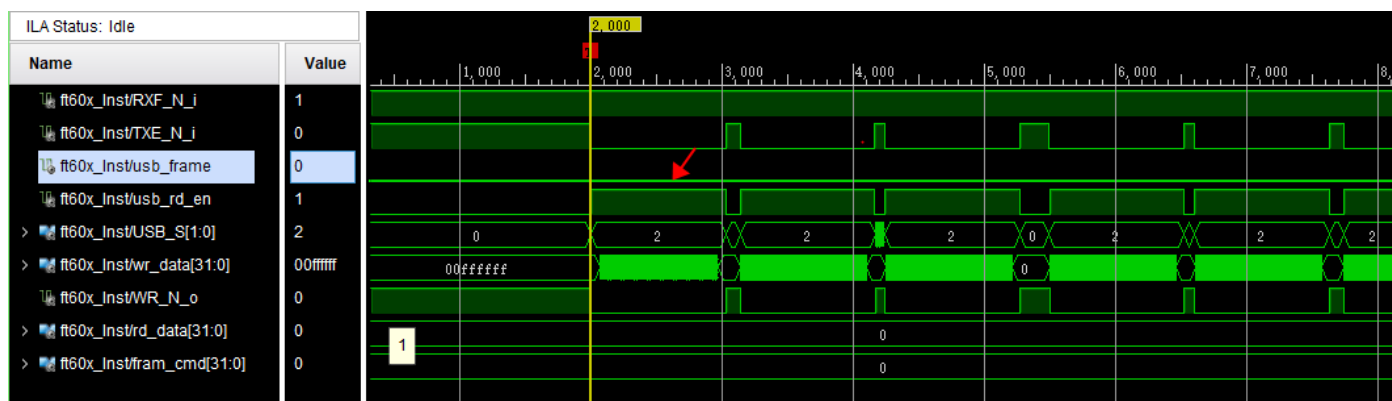 ILA Status: Idle
2,000
Name Value
1,000 2,000 3,000 4,000 5,000 6,000 7,000 8,
ft60x_Inst/RXF_N_i 1
ft60x_Inst/TXE_N_i 0
ft60x_Inst/usb_frame 0
ft60x_Inst/usb_rd_en 1
> ft60x_Inst/USB_S[1:0] 2 0 2 2 2 0 2 2 2
> ft60x_Inst/wr_data[31:0] 00ffffff 00ffffff 0
ft60x_Inst/WR_N_o 0
> ft60x_Inst/rd_data[31:0] 0 0
1
> ft60x_Inst/fram_cmd[31:0] 0 0